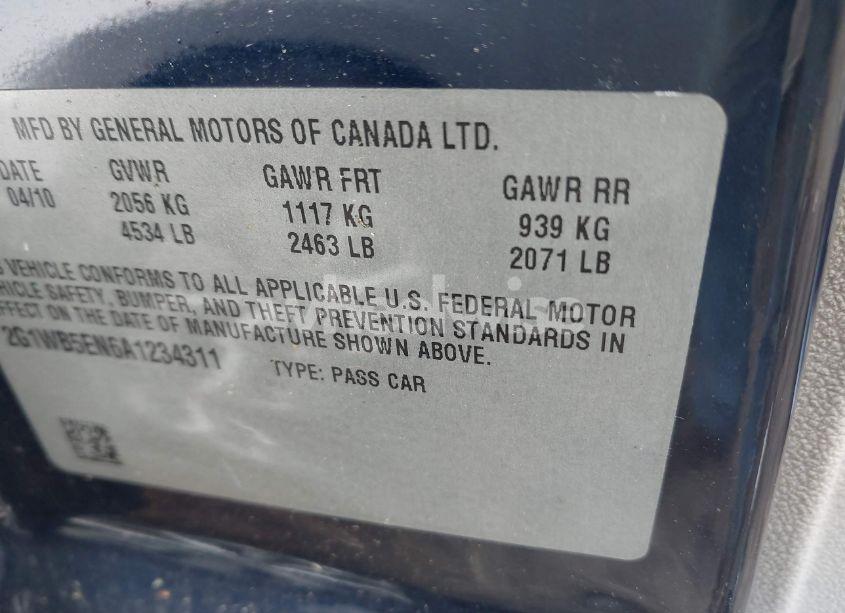 MFD BY GENERAL MOTORS OF CANADA LTD.
DATE GVWR GAWR FRT GAWR RR
04/10 2056 KG 1117 KG 939 KG
4534 LB 2463 LB 2071 LB
S VEHICLE CONFORMS TO ALL APPLICABLE U.S. FEDERAL MOTOR
HICLE SAFETY, BUMPER, AND THEFT PREVENTION STANDARDS IN
EFFECT ON THE DATE OF MANUFACTURE SHOWN ABOVE.
2G1WB5EN6A1234311 TYPE: PASS CAR